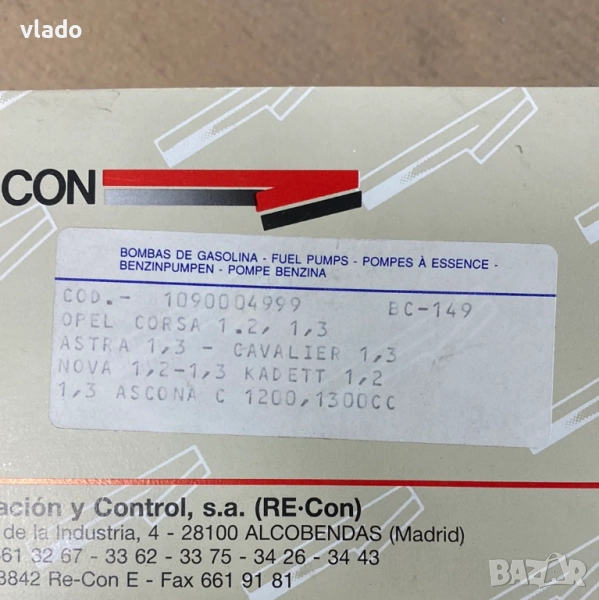 vlado
CON
BOMBAS DE GASOLINA - FUEL PUMPS - POMPES À ESSENCE -
BENZINPUMPEN - POMPE BENZINA
COD.- 1090004999 BC-149
OPEL CORSA 1.2, 1,3
ASTRA 1,3 - CAVALIER 1,3
NOVA 1,2-1,3 KADETT 1,2
1,3 ASCONA C 1200,1300CC
ación y Control, s.a. (RE·Con)
de la Industria, 4 - 28100 ALCOBENDAS (Madrid)
61 32 67 - 33 62 - 33 75 - 34 26 - 34 43
3842 Re-Con E - Fax 661 91 81
BAZAR